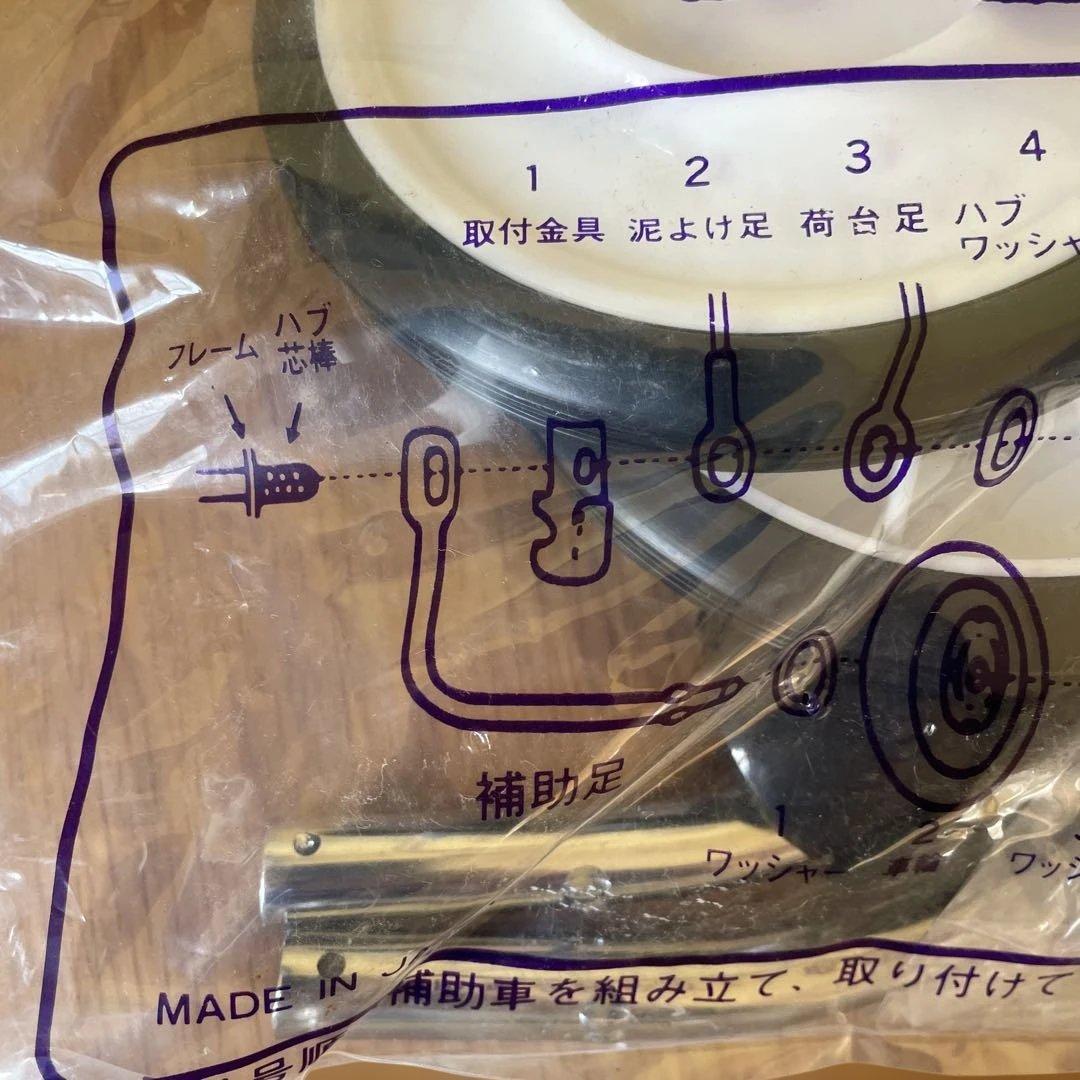 1 2 3 4
取付金具 泥よけ足 荷台足 ハブ
ワッシャ
ハブ
フレーム 芯棒
補助足
1 2
ワッシャー 車輪 ワッシ
MADE IN J
補助車を組み立て、取り付けて
号順